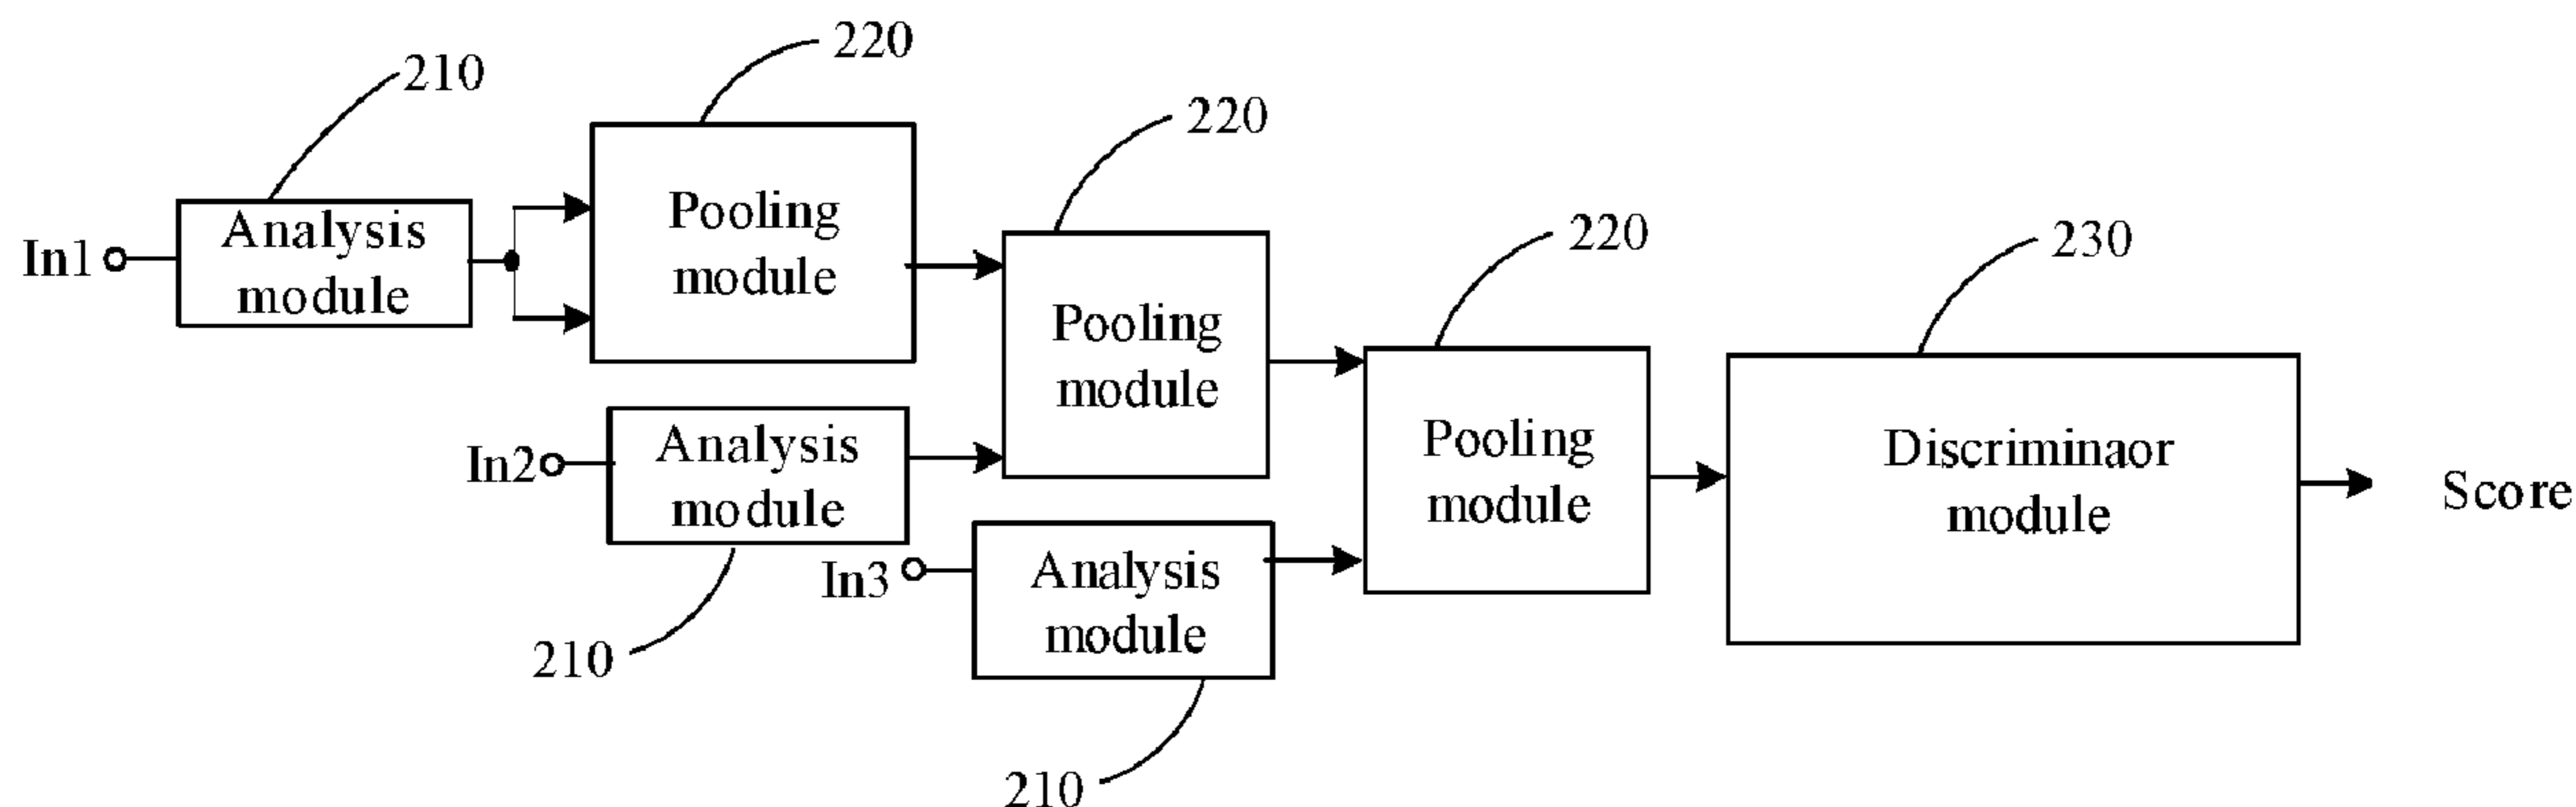 220
210
220
Pooling
module
220
230
Analysis
module
In1
Pooling
module
Analysis
module
In2
Pooling
module
Discriminaor
module
Score
In3
Analysis
module
210
210